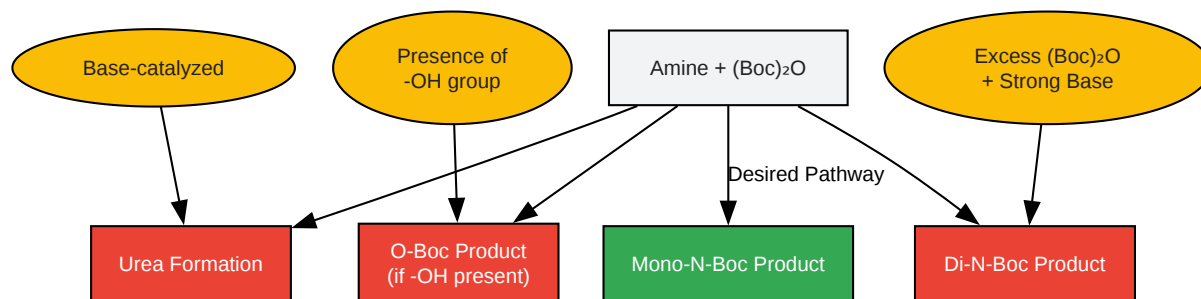 Base-catalyzed
Presence of
-OH group
Amine + (Boc)₂O
Excess (Boc)₂O
+ Strong Base
Desired Pathway
Urea Formation
O-Boc Product
(if -OH present)
Mono-N-Boc Product
Di-N-Boc Product